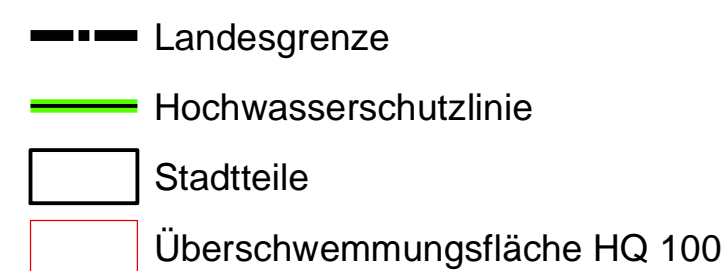 Landesgrenze
Hochwasserschutzlinie
Stadtteile
Überschwemmungsfläche HQ 100